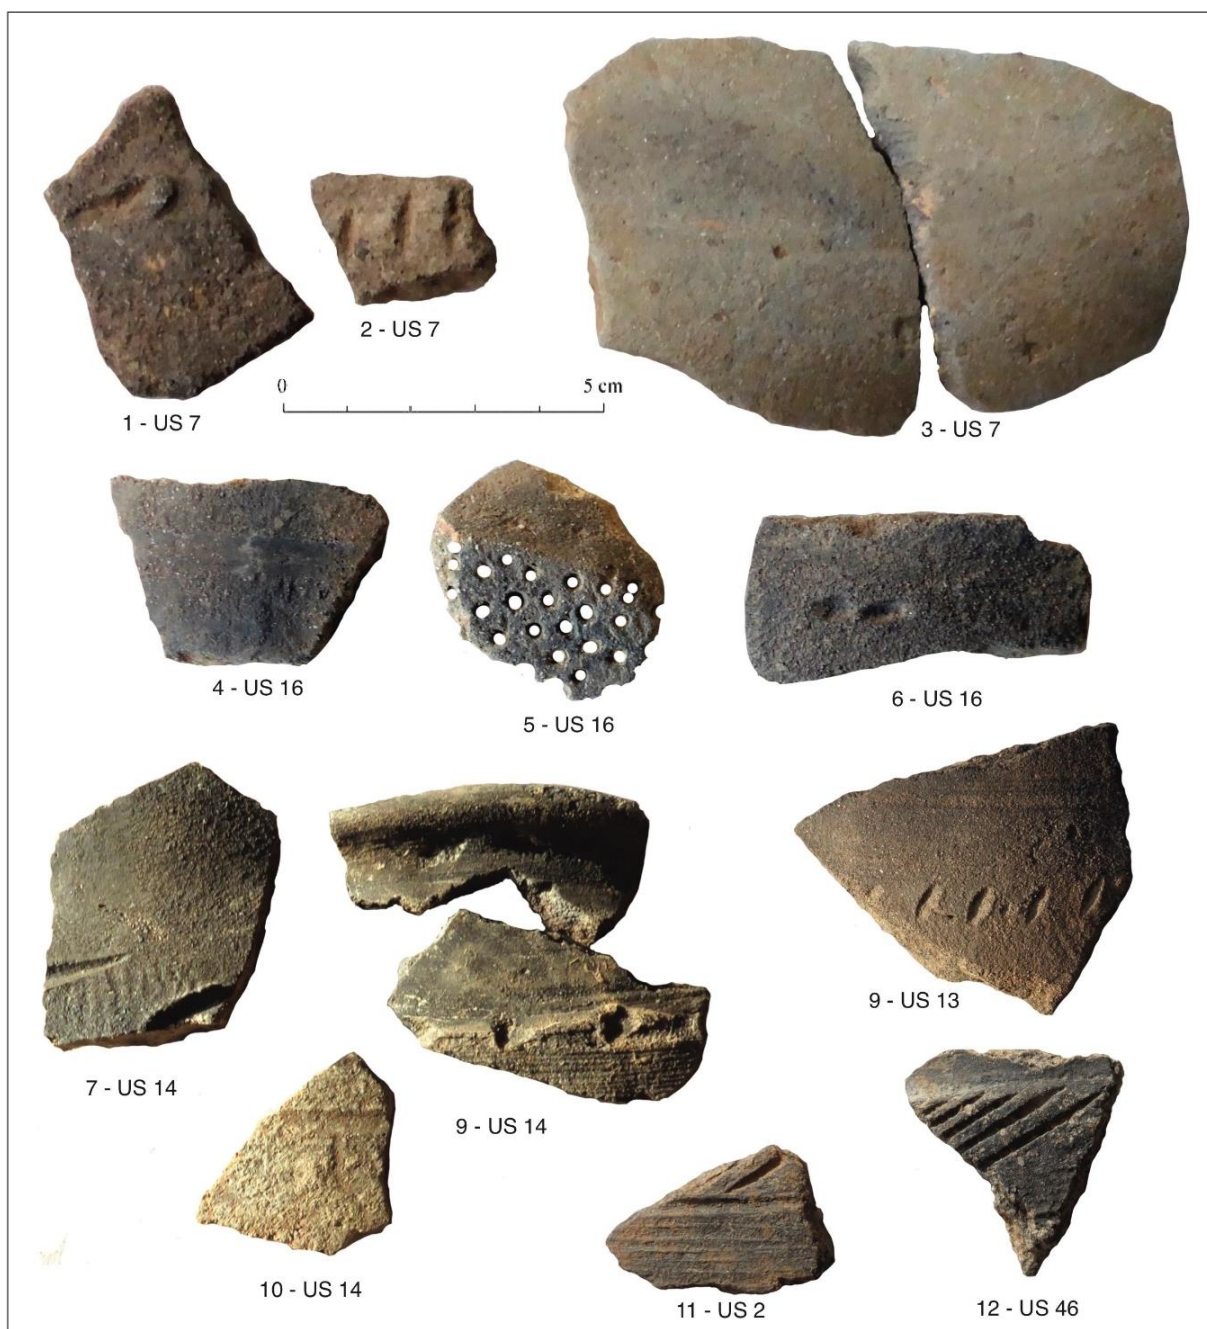 1 - US 7
2 - US 7
0 5 cm
3 - US 7
4 - US 16
5 - US 16
6 - US 16
7 - US 14
9 - US 14
9 - US 13
10 - US 14
11 - US 2
12 - US 46